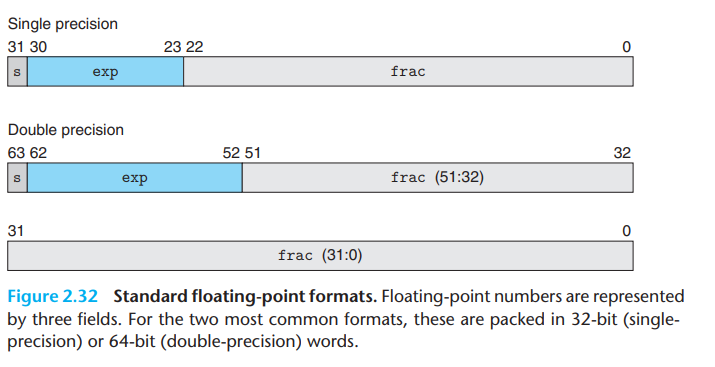 Single precision
31 30 23 22 0
s exp frac
Double precision
63 62 52 51 32
s exp frac (51:32)
31 0
frac (31:0)
Figure 2.32 Standard floating-point formats. Floating-point numbers are represented
by three fields. For the two most common formats, these are packed in 32-bit (single-
precision) or 64-bit (double-precision) words.